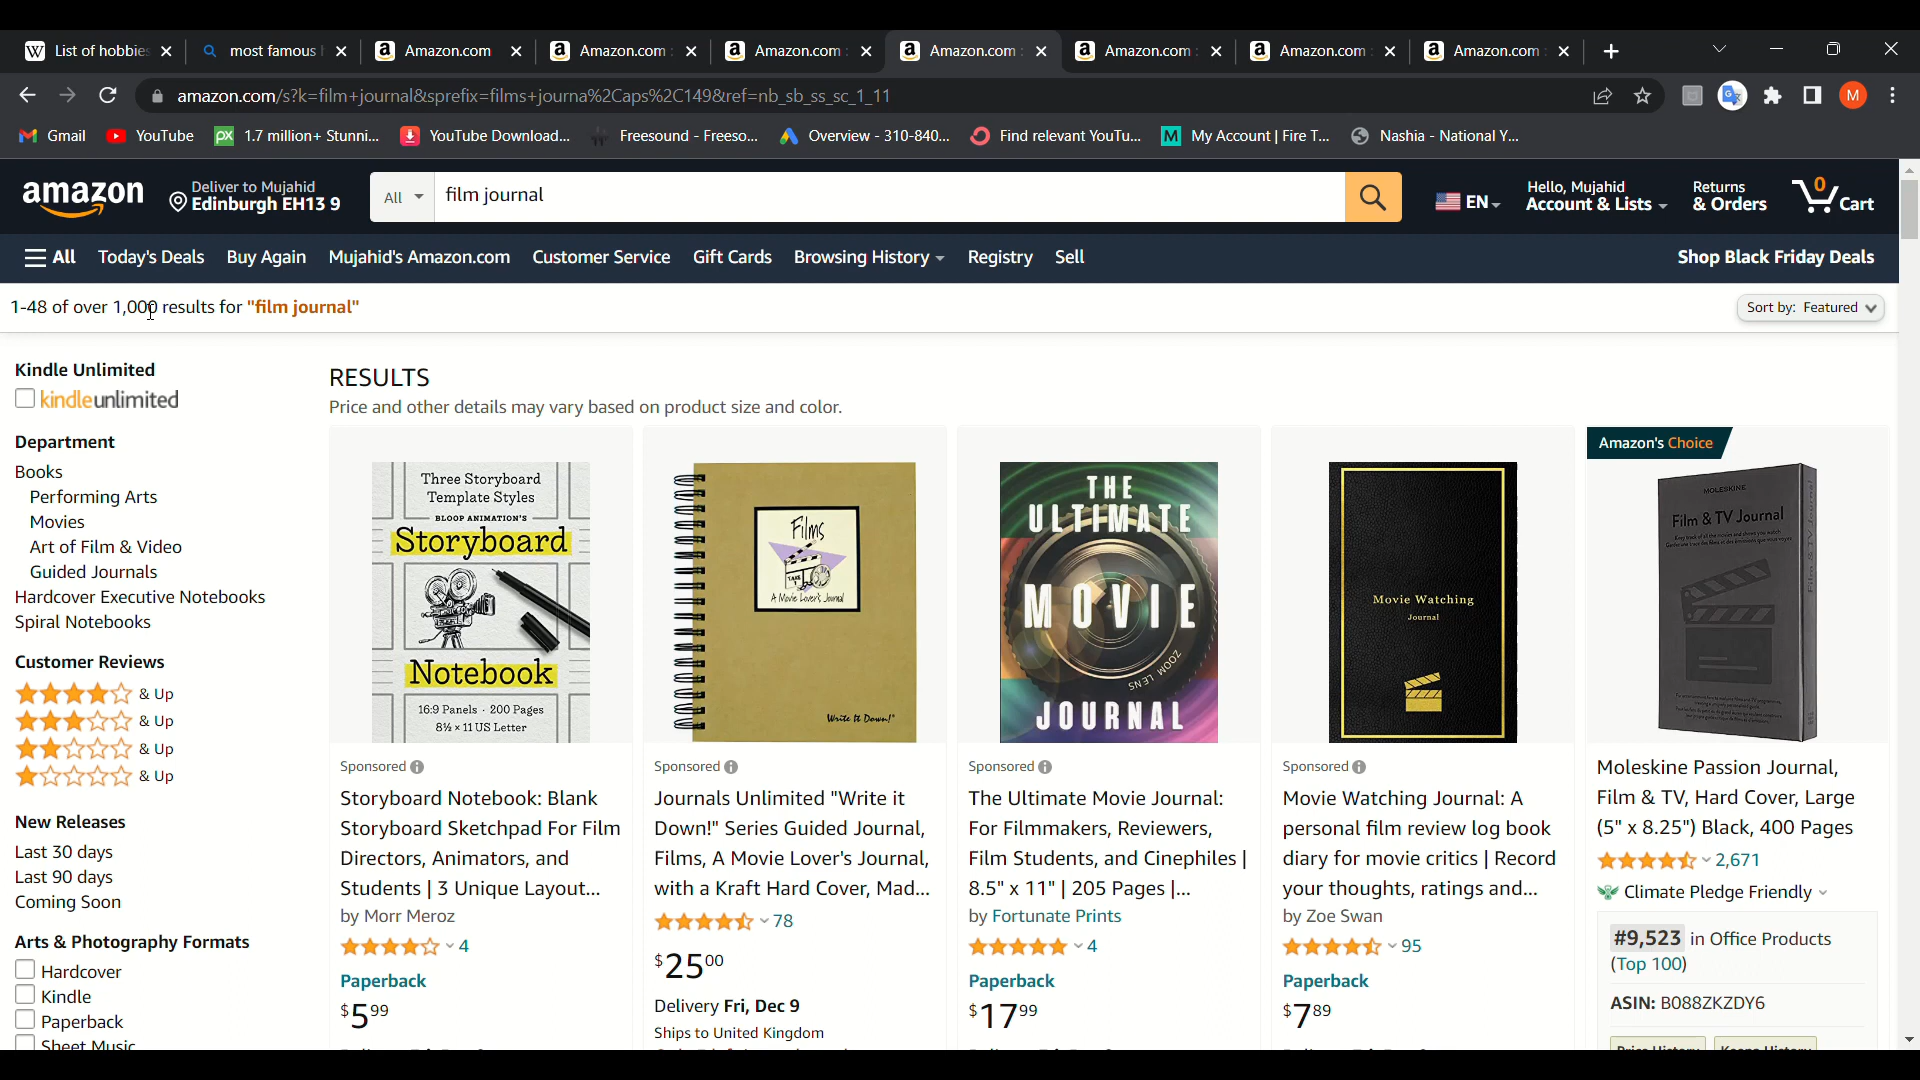 List of hobbies
most famous
Amazon.com
Amazon.com
Amazon.com
Amazon.com
Amazon.com
Amazon.com
Amazon.com
amazon.com/s?k=film+journal&sprefix=films+journa%2Caps%2C149&ref=nb_sb_ss_sc_1_11
M
Gmail
YouTube
px
1.7 million+ Stunni...
YouTube Download...
Freesound - Freeso...
Overview - 310-840...
Find relevant YouTu...
My Account | Fire T...
Nashia - National Y...
amazon
Deliver to Mujahid
Edinburgh EH13 9
All
film journal
EN
Hello, Mujahid
Account & Lists
Returns
& Orders
0
Cart
All
Today's Deals
Buy Again
Mujahid's Amazon.com
Customer Service
Gift Cards
Browsing History
Registry
Sell
Shop Black Friday Deals
1-48 of over 1,000 results for "film journal"
Sort by: Featured
Kindle Unlimited
kindleunlimited
Department
Books
Performing Arts
Movies
Art of Film & Video
Guided Journals
Hardcover Executive Notebooks
Spiral Notebooks
Customer Reviews
& Up
& Up
& Up
& Up
New Releases
Last 30 days
Last 90 days
Coming Soon
Arts & Photography Formats
Hardcover
Kindle
Paperback
Sheet Music
RESULTS
Price and other details may vary based on product size and color.
Three Storyboard
Template Styles
BLOOP ANIMATION'S
Storyboard
Notebook
16:9 Panels · 200 Pages
8½ × 11 US Letter
Sponsored
Storyboard Notebook: Blank
Storyboard Sketchpad For Film
Directors, Animators, and
Students | 3 Unique Layout...
by Morr Meroz
4
Paperback
$5 99
Films
TAKE 1
A Movie Lover's Journal
Write It Down!
Sponsored
Journals Unlimited "Write it
Down!" Series Guided Journal,
Films, A Movie Lover's Journal,
with a Kraft Hard Cover, Mad...
78
$25 00
Delivery Fri, Dec 9
Ships to United Kingdom
THE
ULTIMATE
MOVIE
ZOOM LENS
JOURNAL
Sponsored
The Ultimate Movie Journal:
For Filmmakers, Reviewers,
Film Students, and Cinephiles |
8.5" x 11" | 205 Pages |...
by Fortunate Prints
4
Paperback
$17 99
Movie Watching
Journal
Sponsored
Movie Watching Journal: A
personal film review log book
diary for movie critics | Record
your thoughts, ratings and...
by Zoe Swan
95
Paperback
$7 89
Amazon's Choice
MOLESKINE
Film & TV Journal
Film & TV Journal
Moleskine Passion Journal,
Film & TV, Hard Cover, Large
(5" x 8.25") Black, 400 Pages
2,671
Climate Pledge Friendly
#9,523 in Office Products
(Top 100)
ASIN: B088ZKZDY6